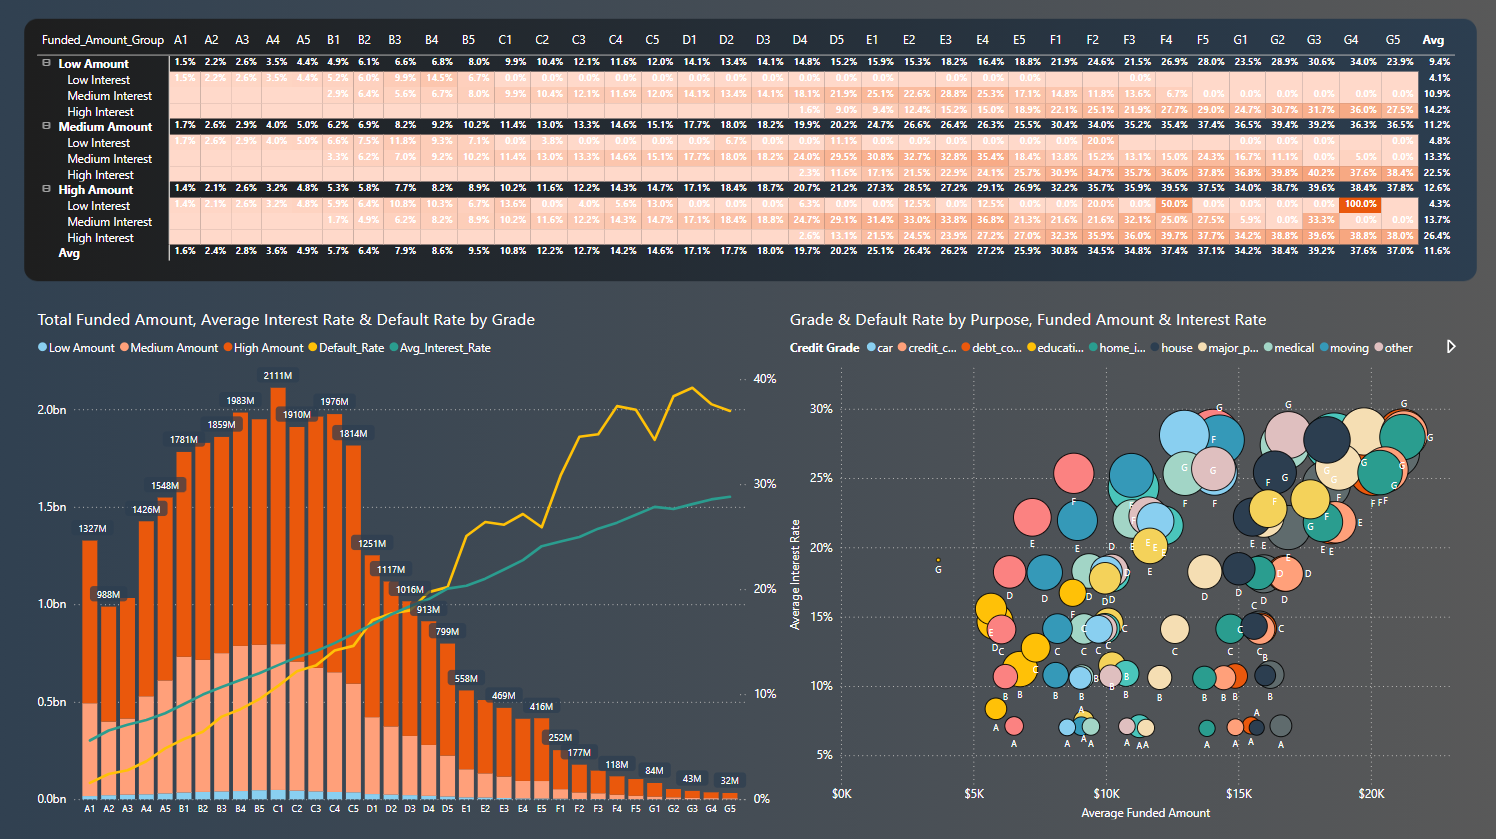 Funded_Amount_Group A1 A2 A3 A4 A5 B1 B2 B3 B4 B5 C1 C2 C3 C4 C5 D1 D2 D3 D4 D5 E1 E2 E3 E4 E5 F1 F2 F3 F4 F5 G1 G2 G3 G4 G5 Avg
Low Amount 1.5% 2.2% 2.6% 3.5% 4.4% 4.9% 6.1% 6.6% 6.8% 8.0% 9.9% 10.4% 12.1% 11.6% 12.0% 14.1% 13.4% 14.1% 14.8% 15.2% 15.9% 15.3% 18.2% 16.4% 18.8% 21.9% 24.6% 21.5% 26.9% 28.0% 23.5% 28.9% 30.6% 34.0% 23.9% 9.4%
Low Interest 1.5% 2.2% 2.6% 3.5% 4.4% 5.2% 6.0% 9.9% 14.5% 6.7% 0.0% 0.0% 0.0% 0.0% 0.0% 0.0% 0.0% 0.0% 0.0% 0.0% 4.1%
Medium Interest 2.9% 6.4% 5.6% 6.7% 8.0% 9.9% 10.4% 12.1% 11.6% 12.0% 14.1% 13.4% 14.1% 18.1% 21.9% 25.1% 22.6% 28.8% 25.3% 17.1% 14.8% 11.8% 13.6% 6.7% 0.0% 0.0% 0.0% 0.0% 0.0% 0.0% 10.9%
High Interest 1.6% 9.0% 9.4% 12.4% 15.2% 15.0% 18.9% 22.1% 25.1% 21.9% 27.7% 29.0% 24.7% 30.7% 31.7% 36.0% 27.5% 14.2%
Medium Amount 1.7% 2.6% 2.9% 4.0% 5.0% 6.2% 6.9% 8.2% 9.2% 10.2% 11.4% 13.0% 13.3% 14.6% 15.1% 17.7% 18.0% 18.2% 19.9% 20.2% 24.7% 26.6% 26.4% 26.3% 25.5% 30.4% 34.0% 35.2% 35.4% 37.4% 36.5% 39.4% 39.2% 36.3% 36.5% 11.2%
Low Interest 1.7% 2.6% 2.9% 4.0% 5.0% 6.6% 7.5% 11.8% 9.3% 7.1% 0.0% 3.8% 0.0% 0.0% 0.0% 0.0% 6.7% 0.0% 0.0% 11.1% 0.0% 0.0% 0.0% 0.0% 0.0% 20.0% 0.0% 0.0% 0.0% 0.0% 4.8%
Medium Interest 3.3% 6.2% 7.0% 9.2% 10.2% 11.4% 13.0% 13.3% 14.6% 15.1% 17.7% 18.0% 18.2% 24.0% 29.5% 30.8% 32.7% 32.8% 35.4% 18.4% 13.8% 15.2% 13.1% 15.0% 24.3% 16.7% 11.1% 0.0% 5.0% 0.0% 13.3%
High Interest 2.3% 11.6% 17.1% 21.5% 22.9% 24.1% 25.7% 30.9% 34.7% 35.7% 36.0% 37.8% 36.8% 39.8% 40.2% 37.6% 38.4% 22.5%
High Amount 1.4% 2.1% 2.6% 3.2% 4.8% 5.3% 5.8% 7.7% 8.2% 8.9% 10.2% 11.6% 12.2% 14.3% 14.7% 17.1% 18.4% 18.7% 20.7% 21.2% 27.3% 28.5% 27.2% 29.1% 26.9% 32.2% 35.7% 35.9% 39.5% 37.5% 34.0% 38.7% 39.6% 38.4% 37.8% 12.6%
Low Interest 1.4% 2.1% 2.6% 3.2% 4.8% 5.9% 6.4% 10.8% 10.3% 6.7% 13.6% 0.0% 4.0% 5.6% 13.0% 0.0% 0.0% 0.0% 6.3% 0.0% 0.0% 12.5% 0.0% 12.5% 0.0% 0.0% 20.0% 0.0% 50.0% 0.0% 0.0% 0.0% 0.0% 100.0% 4.3%
Medium Interest 1.7% 4.9% 6.2% 8.2% 8.9% 10.2% 11.6% 12.2% 14.3% 14.7% 17.1% 18.4% 18.8% 24.7% 29.1% 31.4% 33.0% 33.8% 36.8% 21.3% 21.6% 21.6% 32.1% 25.0% 27.5% 5.9% 0.0% 33.3% 0.0% 0.0% 13.7%
High Interest 2.6% 13.1% 21.5% 24.5% 23.9% 27.2% 27.0% 32.3% 35.9% 36.0% 39.7% 37.7% 34.2% 38.8% 39.6% 38.8% 38.0% 26.4%
Avg 1.6% 2.4% 2.8% 3.6% 4.9% 5.7% 6.4% 7.9% 8.6% 9.5% 10.8% 12.3% 12.7% 14.2% 14.6% 17.1% 17.7% 18.0% 19.7% 20.2% 25.1% 26.1% 25.9% 27.2% 25.9% 30.8% 34.5% 34.8% 37.4% 37.1% 34.2% 38.4% 39.2% 37.6% 37.0% 11.6%
Total Funded Amount, Average Interest Rate & Default Rate by Grade
Low Amount Medium Amount High Amount Default_Rate Avg_Interest_Rate
2.0bn 1.5bn 1.0bn 0.5bn 0.0bn
1327M 988M 1426M 1548M 1781M 1859M 1983M 2111M 1910M 1976M 1814M 1251M 1117M 1016M 913M 799M 558M 469M 416M 252M 177M 118M 84M 43M 32M
40% 30% 20% 10% 0%
A1 A2 A3 A4 A5 B1 B2 B3 B4 B5 C1 C2 C3 C4 C5 D1 D2 D3 D4 D5 E1 E2 E3 E4 E5 F1 F2 F3 F4 F5 G1 G2 G3 G4 G5
Grade & Default Rate by Purpose, Funded Amount & Interest Rate
Credit Grade car credit_c... debt_co... educati... home_i... house major_p... medical moving other
Average Interest Rate
30% 25% 20% 15% 10% 5%
G G G G F G G G G G G
F F F G F G F F F
E E E E E E E E E G F E E E
G D D D D D D D D D
E D C C C C C C C C C C
C B B B B B B B B B B
A A A A A A A A A A A
$0K $5K $10K $15K $20K
Average Funded Amount